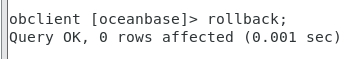 obclient [oceanbase]> rollback;
Query OK, 0 rows affected (0.001 sec)